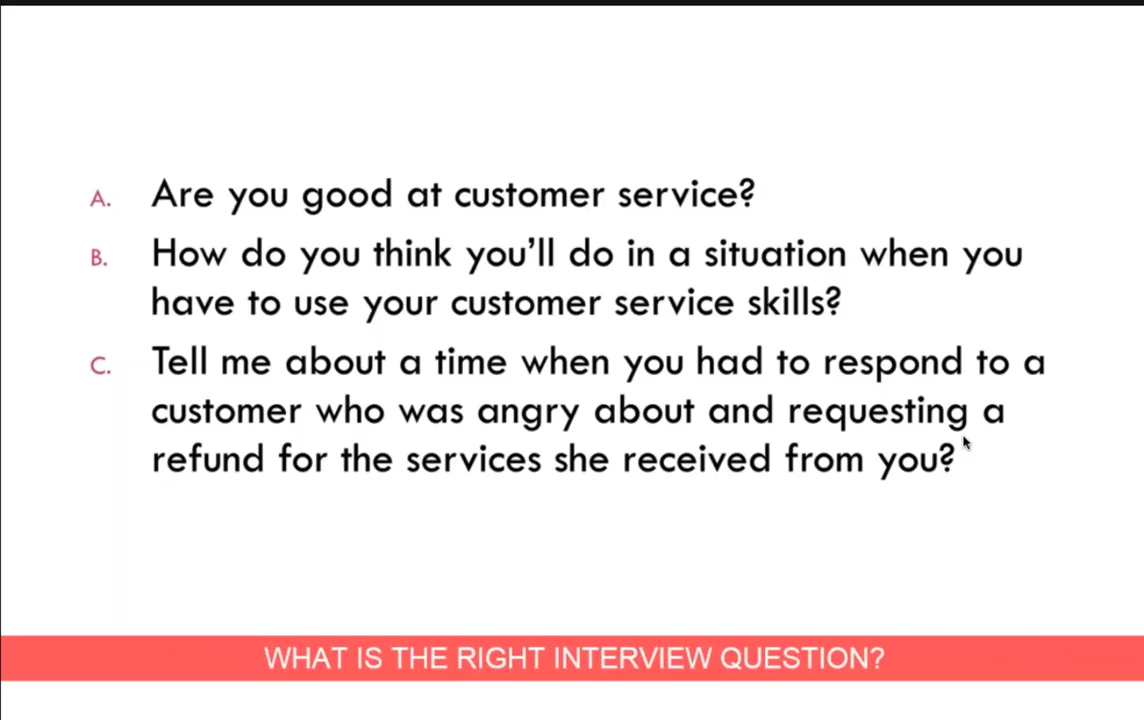 A. Are you good at customer service?
B. How do you think you'll do in a situation when you
have to use your customer service skills?
C. Tell me about a time when you had to respond to a
customer who was angry about and requesting a
refund for the services she received from you?
WHAT IS THE RIGHT INTERVIEW QUESTION?